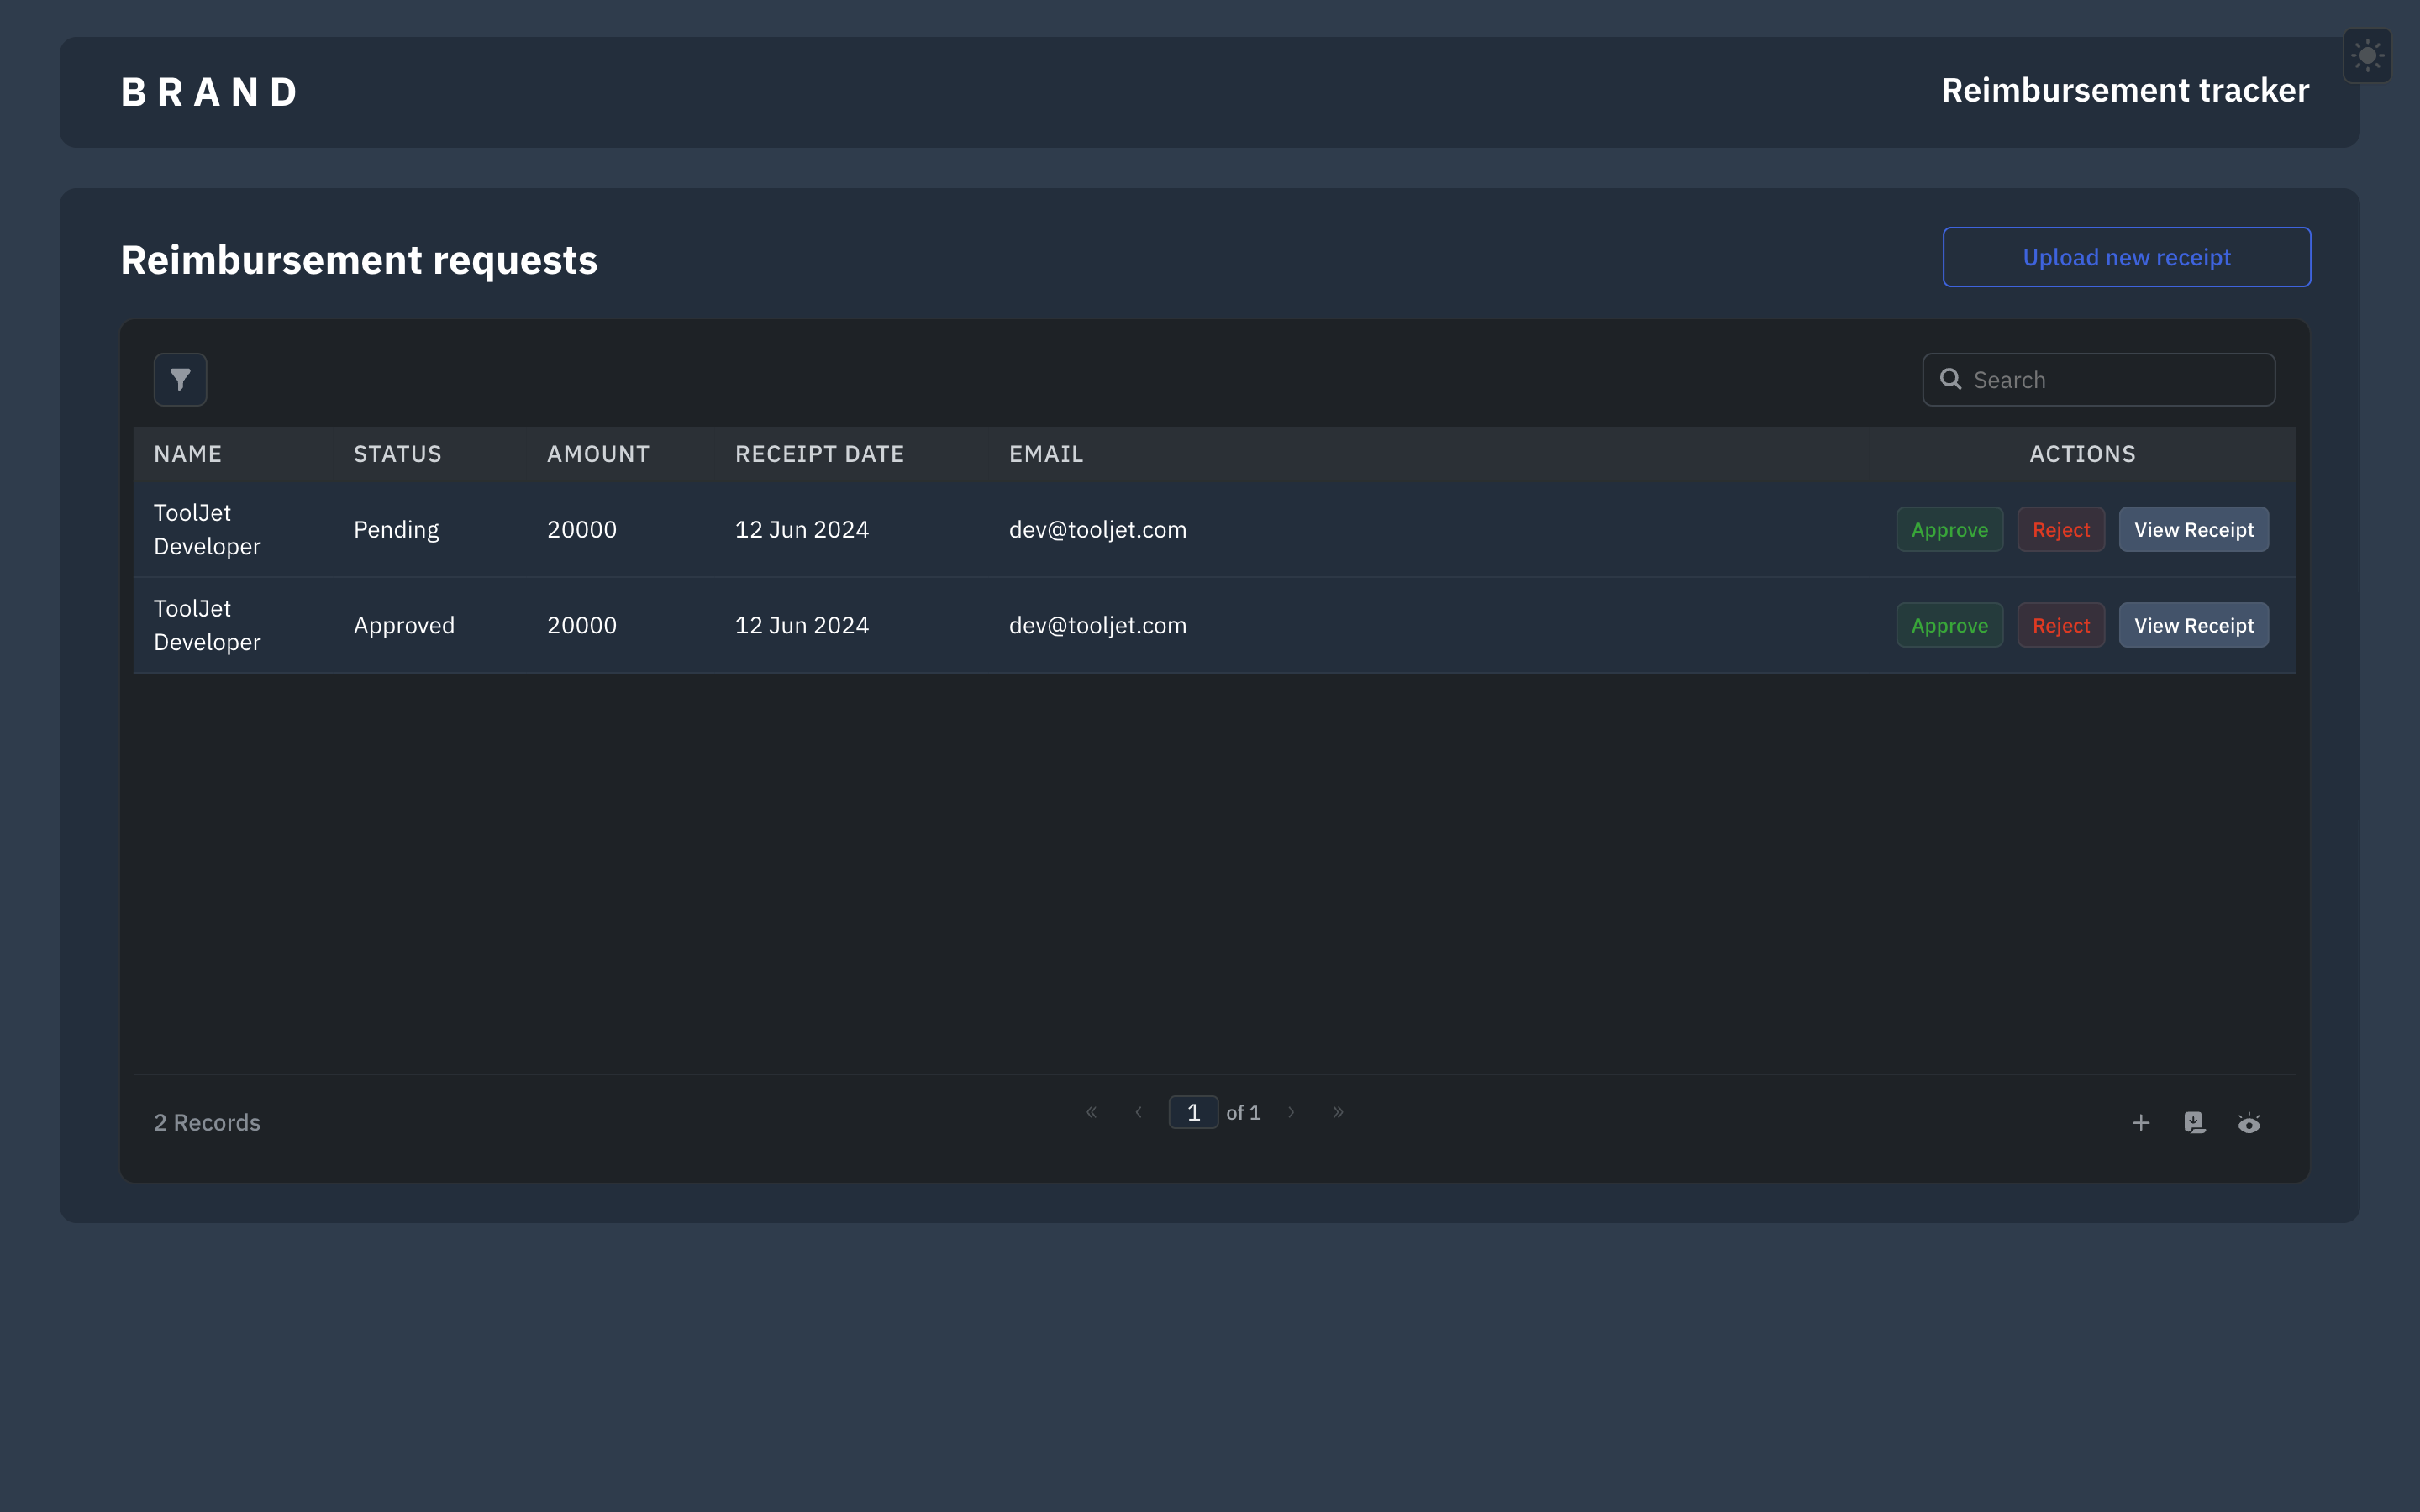 BRAND
Reimbursement tracker
Reimbursement requests
Upload new receipt
Search
NAME STATUS AMOUNT RECEIPT DATE EMAIL ACTIONS
ToolJet
Developer
Pending 20000 12 Jun 2024 dev@tooljet.com Approve Reject View Receipt
ToolJet
Developer
Approved 20000 12 Jun 2024 dev@tooljet.com Approve Reject View Receipt
2 Records
« ‹ 1 of 1 › »